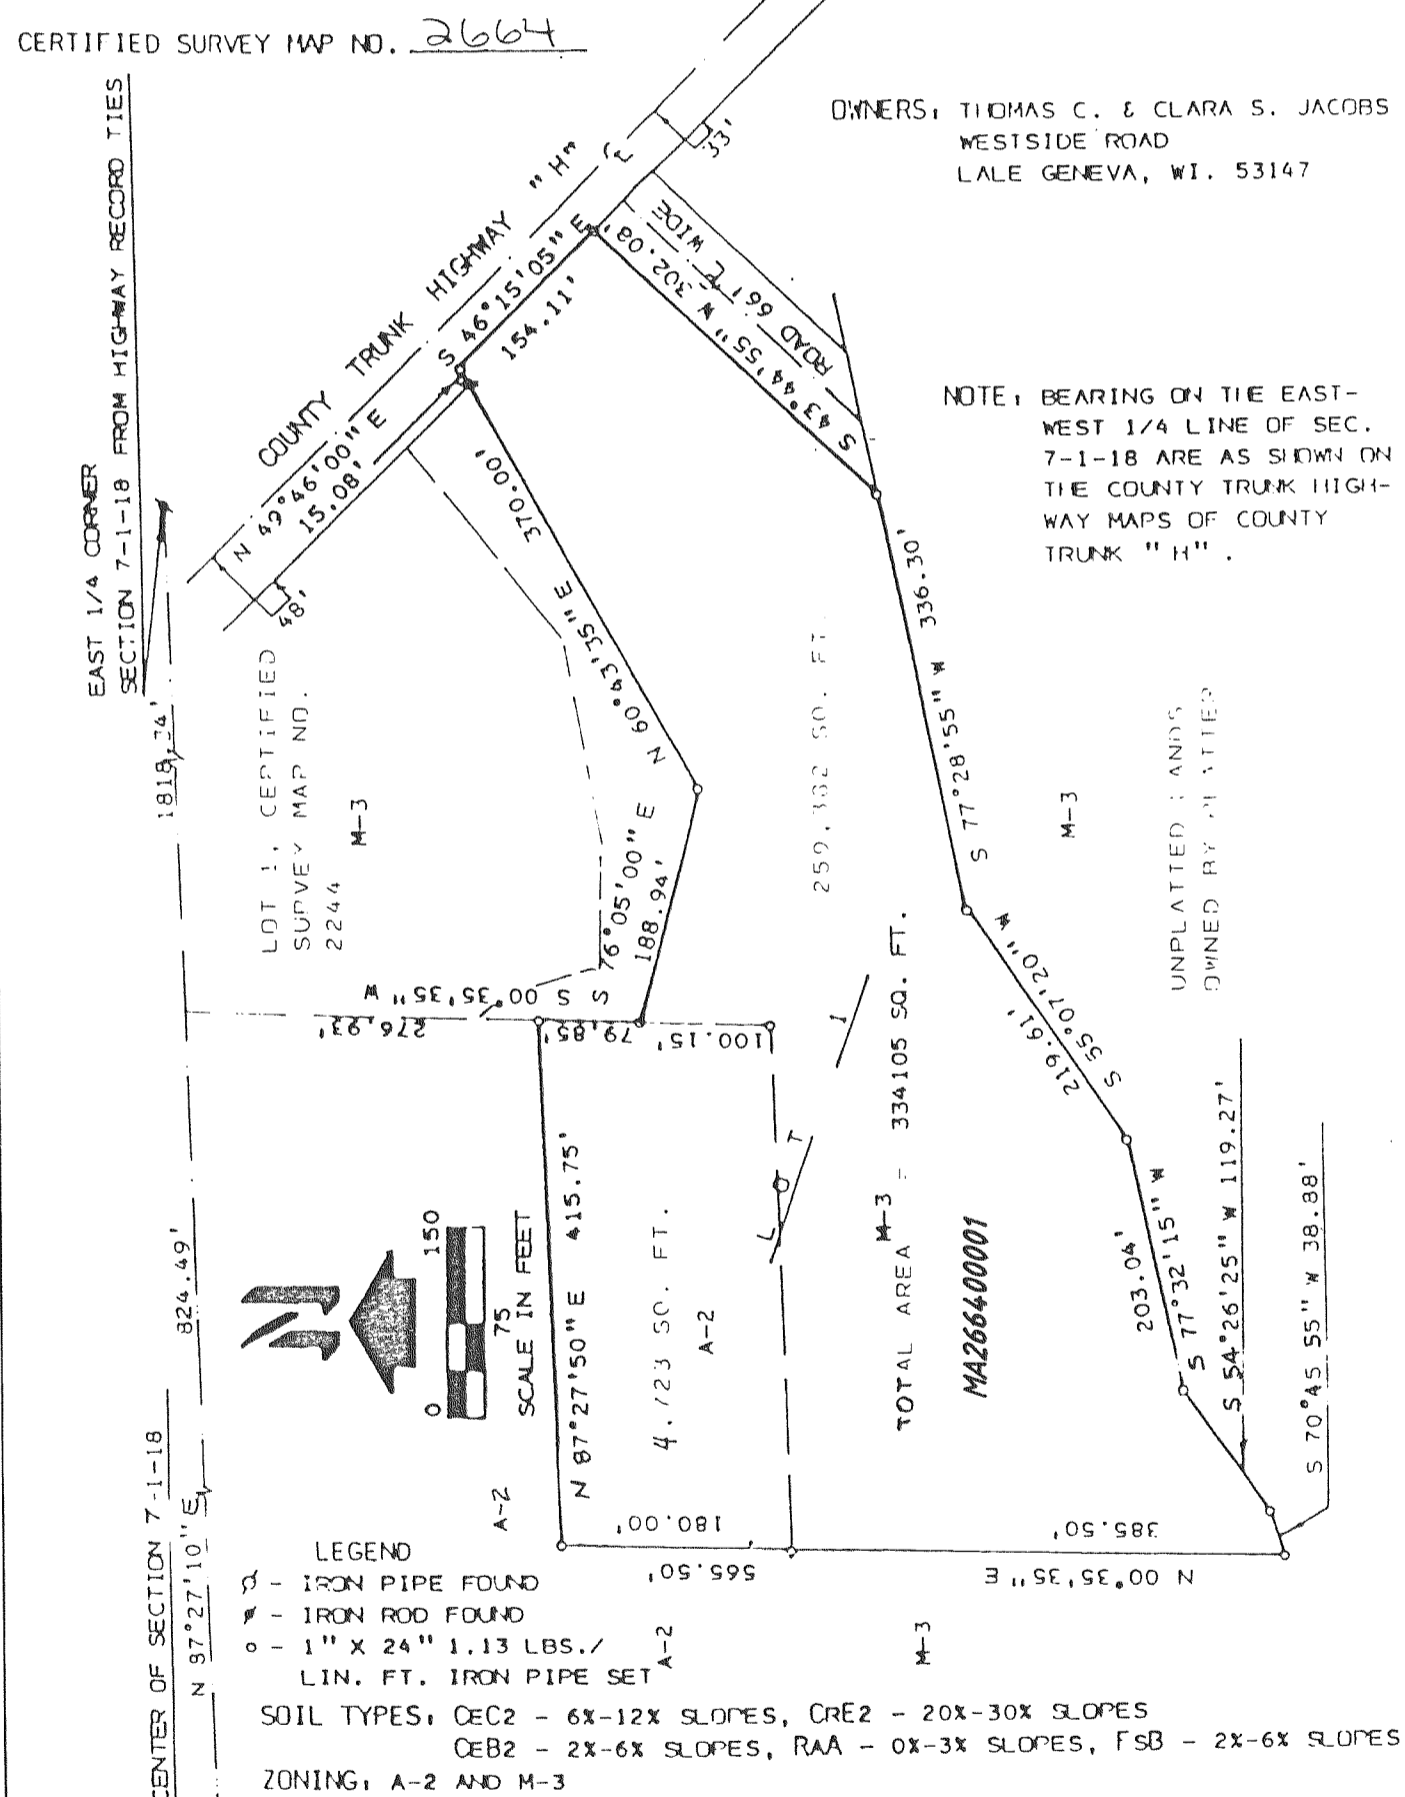 CERTIFIED SURVEY MAP NO. 2664
EAST 1/4 CORNER
SECTION 7-1-18 FROM HIGHWAY RECORD TIES
OWNERS: THOMAS C. & CLARA S. JACOBS
WESTSIDE ROAD
LALE GENEVA, WI. 53147
COUNTY TRUNK HIGHWAY "H"
33'
N 49°46'00" E
15.08'
48'
S 46°15'05" E
154.11'
ROAD 66' WIDE
S 43°44'55" W 302.08'
NOTE: BEARING ON THE EAST-
WEST 1/4 LINE OF SEC.
7-1-18 ARE AS SHOWN ON
THE COUNTY TRUNK HIGH-
WAY MAPS OF COUNTY
TRUNK "H".
370.00'
N 60°43'35" E
336.30'
S 77°28'55" W
1818.34'
LOT 1, CERTIFIED
SURVEY MAP NO.
2244
M-3
S 76°05'00" E
188.94'
SQ. FT.
M-3
UNPLATTED LANDS
OWNED BY PLATTER
S 00°35'35" W
276.93'
79.85'
100.15'
219.61'
S 55°07'20" W
LOT 1
M-3
TOTAL AREA = 334105 SQ. FT.
MA266400001
824.49'
N
0 75 150
SCALE IN FEET
N 87°27'50" E 415.75'
SQ. FT.
A-2
203.04'
S 77°32'15" W
S 54°26'25" W 119.27'
S 70°45 55" W 38.88'
CENTER OF SECTION 7-1-18
N 87°27'10" E
A-2
180.00'
565.50'
385.50'
N 00°35'35" E
A-2
M-3
LEGEND
- IRON PIPE FOUND
- IRON ROD FOUND
o - 1" X 24" 1.13 LBS./
LIN. FT. IRON PIPE SET
SOIL TYPES: CEC2 - 6%-12% SLOPES, CRE2 - 20%-30% SLOPES
CEB2 - 2%-6% SLOPES, RAA - 0%-3% SLOPES, FSB - 2%-6% SLOPES
ZONING: A-2 AND M-3